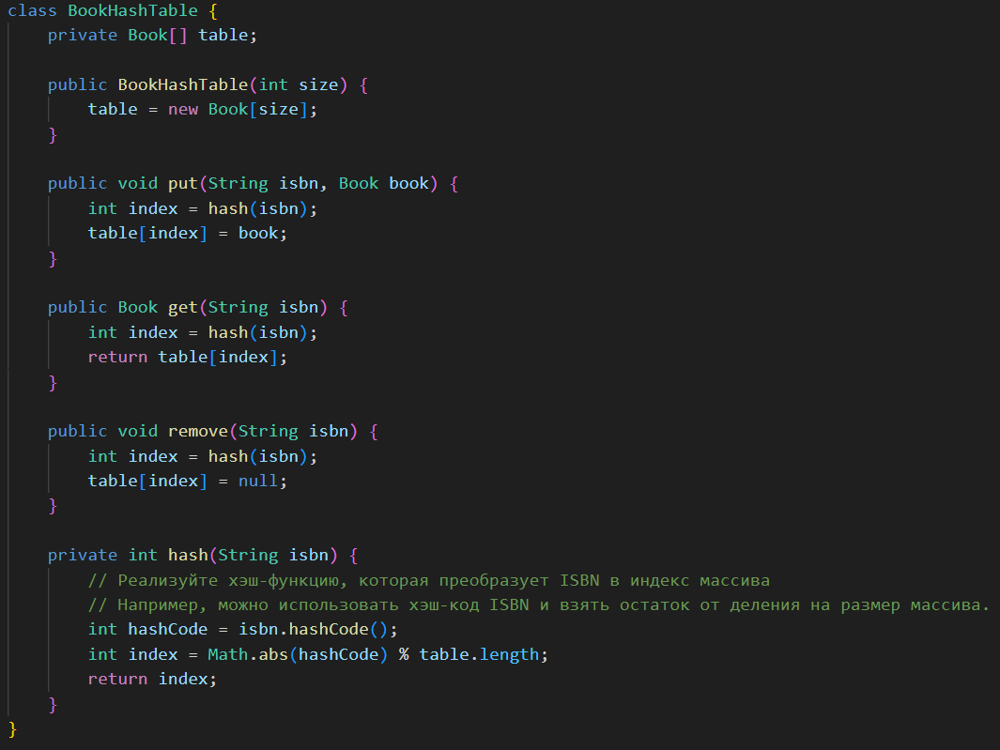 class BookHashTable {
    private Book[] table;

    public BookHashTable(int size) {
        table = new Book[size];
    }

    public void put(String isbn, Book book) {
        int index = hash(isbn);
        table[index] = book;
    }

    public Book get(String isbn) {
        int index = hash(isbn);
        return table[index];
    }

    public void remove(String isbn) {
        int index = hash(isbn);
        table[index] = null;
    }

    private int hash(String isbn) {
        // Реализуйте хэш-функцию, которая преобразует ISBN в индекс массива
        // Например, можно использовать хэш-код ISBN и взять остаток от деления на размер массива.
        int hashCode = isbn.hashCode();
        int index = Math.abs(hashCode) % table.length;
        return index;
    }
}